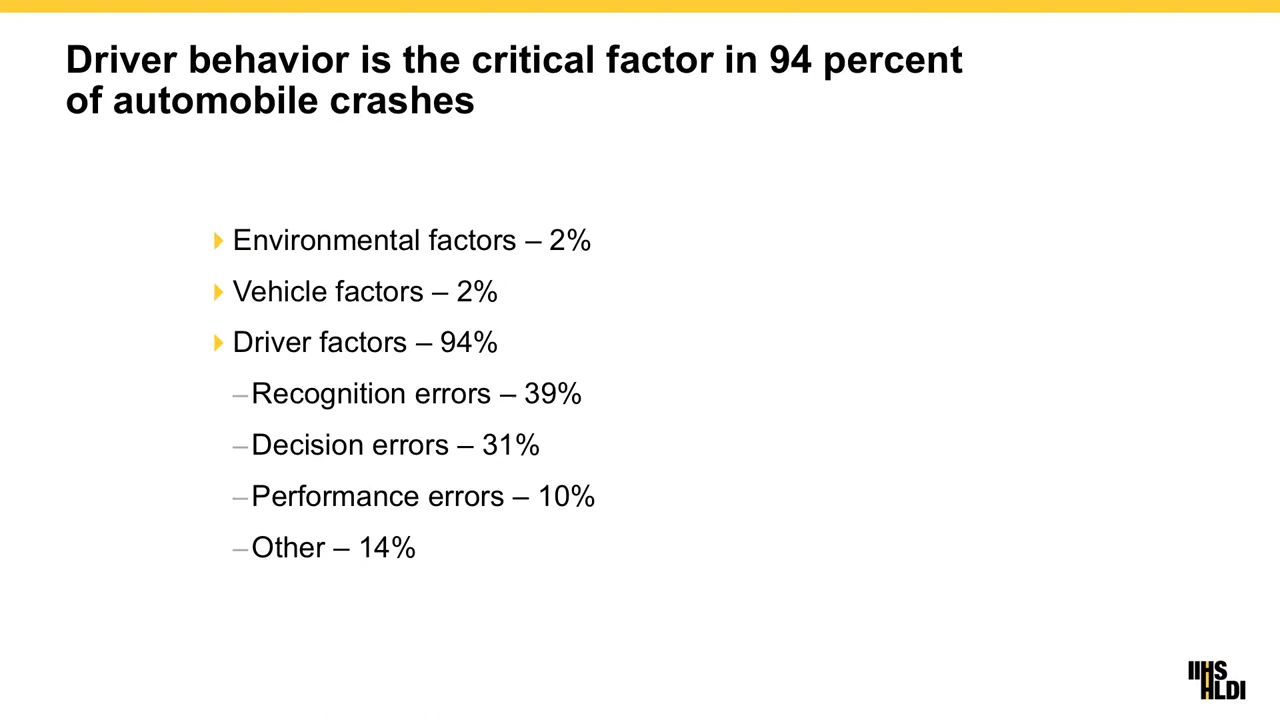 Driver behavior is the critical factor in 94 percent
of automobile crashes
Environmental factors – 2%
Vehicle factors – 2%
Driver factors – 94%
–Recognition errors – 39%
–Decision errors – 31%
–Performance errors – 10%
–Other – 14%
IIHS
HLDI